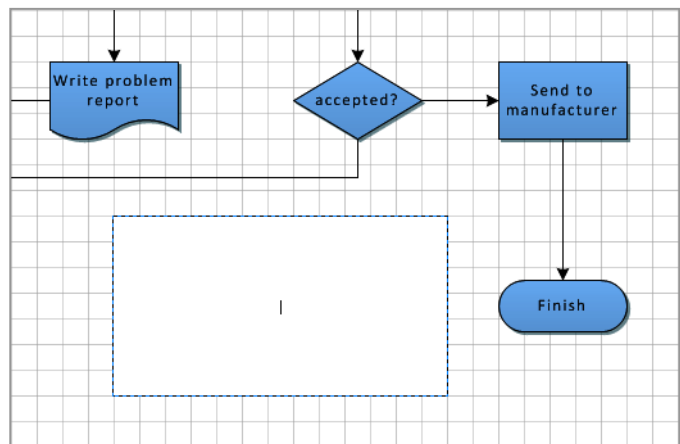 Write problem
report
accepted?
Send to
manufacturer
Finish